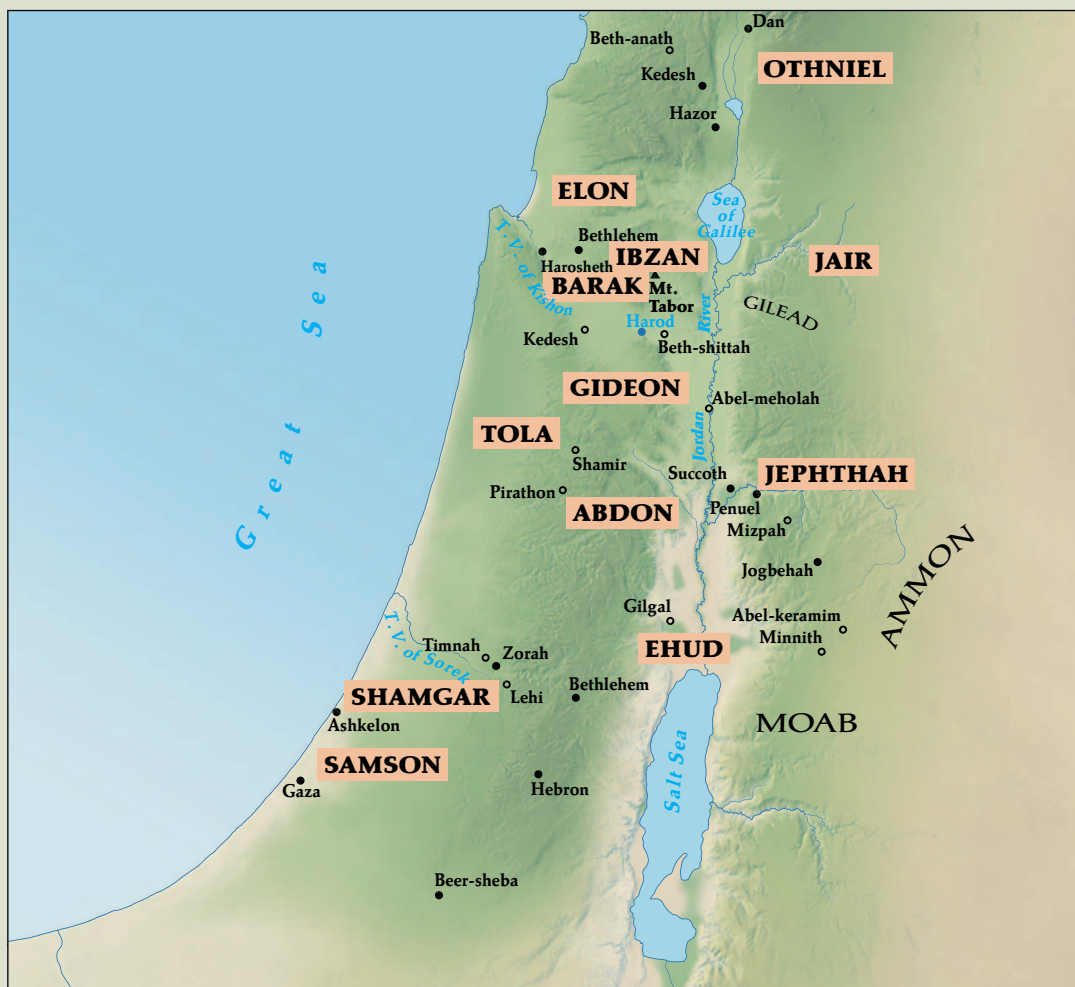 Dan
Beth-anath
OTHNIEL
Kedesh
Hazor
ELON
Sea
of
Galilee
T.V. of Kishon
Bethlehem
IBZAN
JAIR
Harosheth
BARAK
Mt.
Tabor
GILEAD
River
Harod
Kedesh
Beth-shittah
Great Sea
GIDEON
Abel-meholah
Jordan
TOLA
Shamir
Succoth
JEPHTHAH
Pirathon
ABDON
Penuel
Mizpah
Jogbehah
AMMON
Gilgal
Abel-keramim
Minnith
T.V. of Sorek
Timnah
Zorah
EHUD
SHAMGAR
Lehi
Bethlehem
Ashkelon
MOAB
SAMSON
Gaza
Hebron
Salt Sea
Beer-sheba